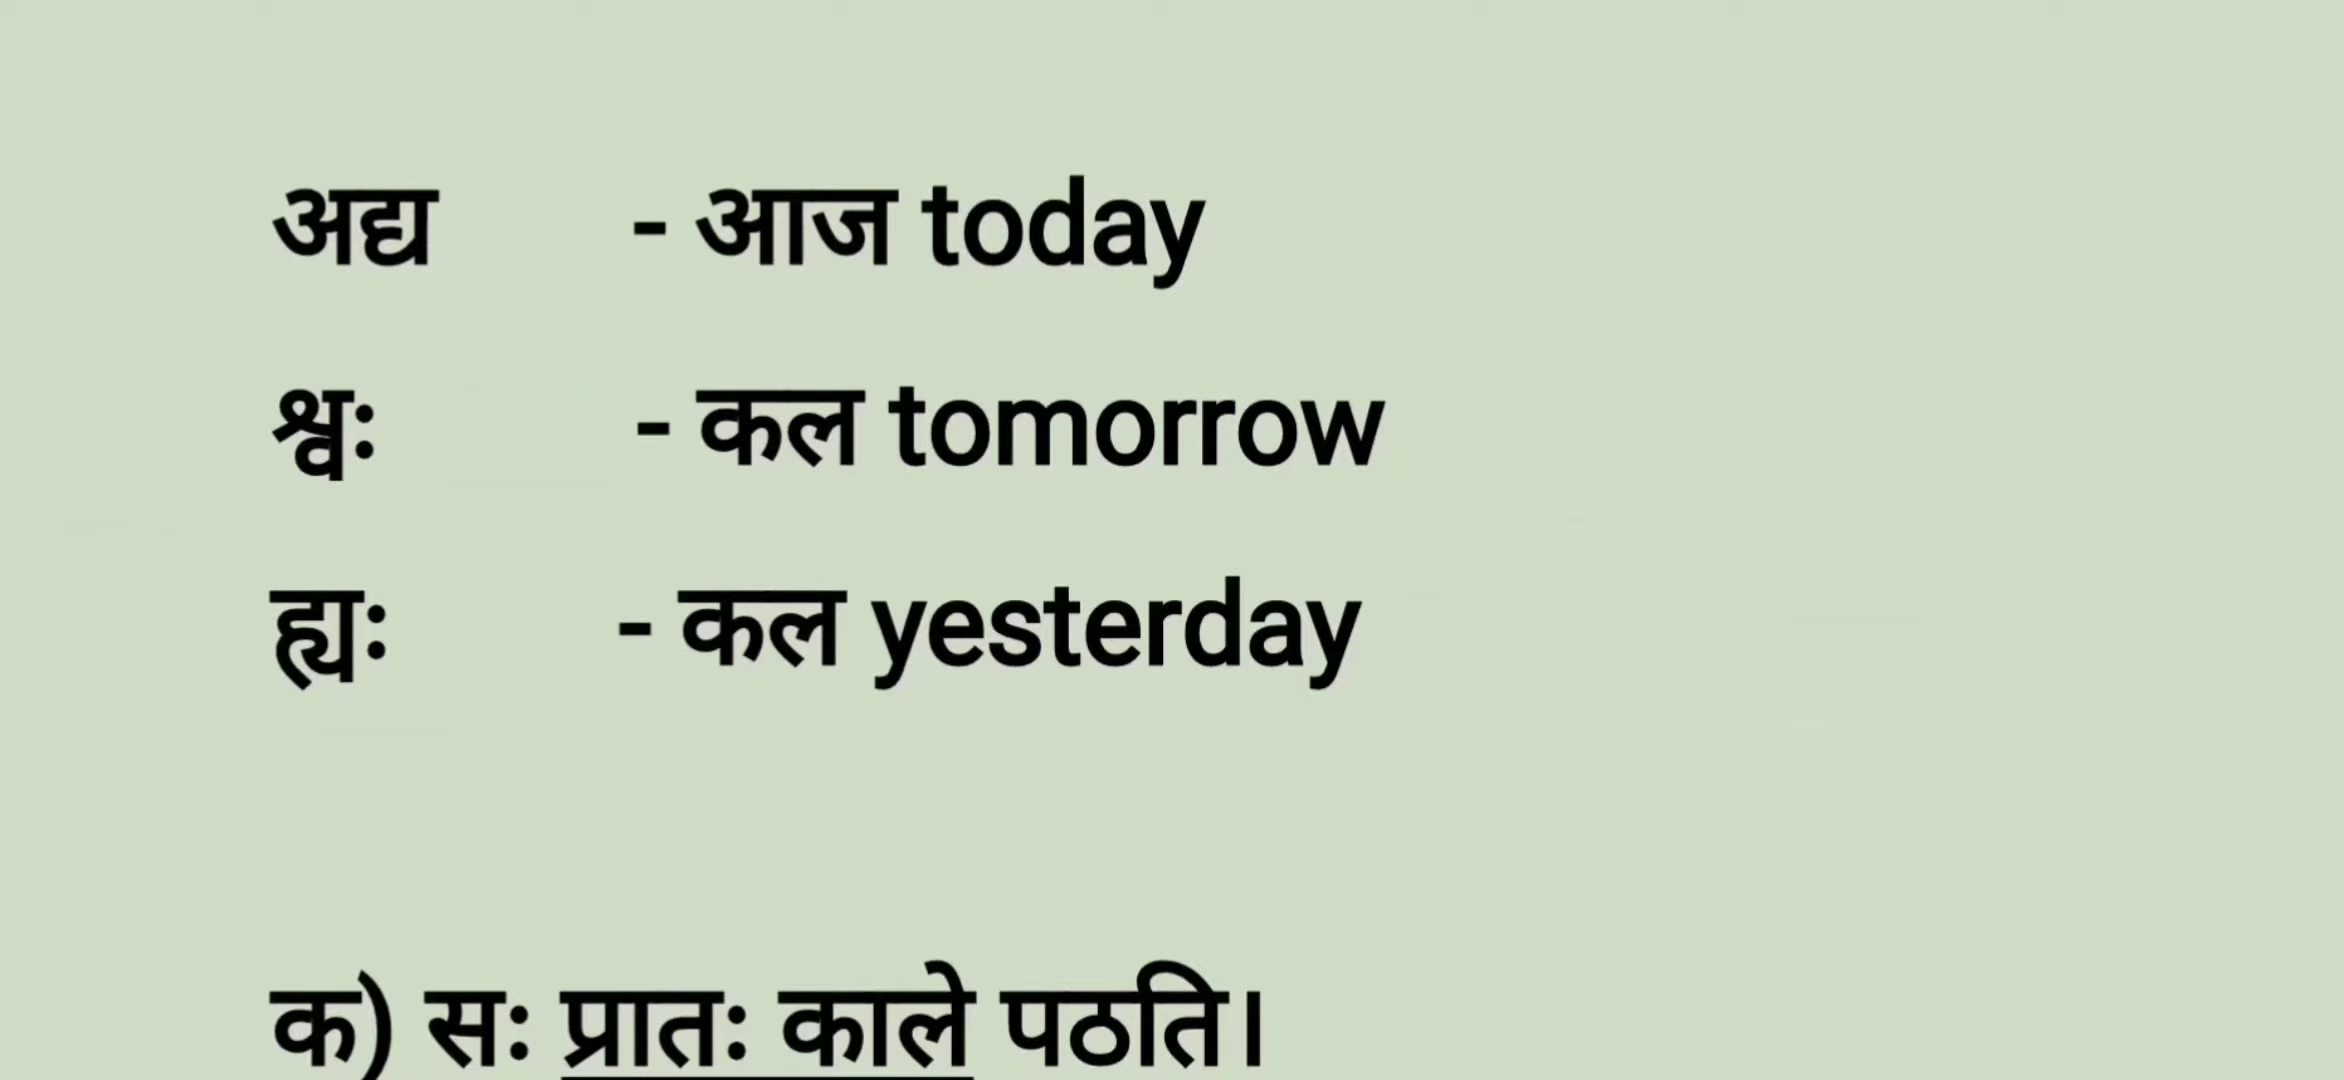 अद्य - आज today
श्वः - कल tomorrow
ह्यः - कल yesterday
क) सः प्रातः काले पठति।